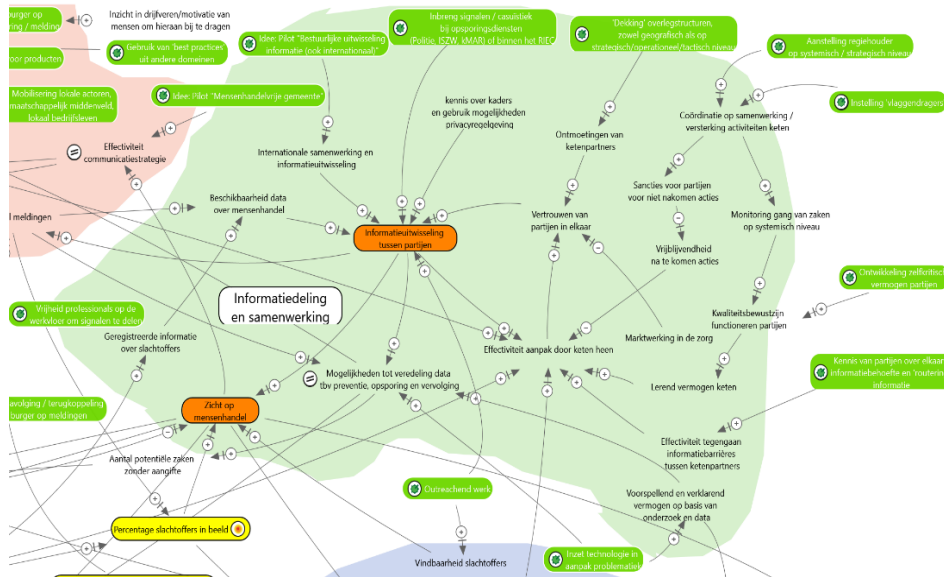 urger op
ing / melding
Inzicht in drijfveren/motivatie van
mensen om hieraan bij te dragen
oor producten
Gebruik van 'best practices'
uit andere domeinen
Idee: Pilot "Bestuurlijke uitwisseling
informatie (ook internationaal)"
Inbreng signalen / casuïstiek
bij opsporingsdiensten
(Politie, ISZW, kMAR) of binnen het RIEC
'Dekking' overlegstructuren,
zowel geografisch als op
strategisch/operationeel/tactisch niveau
Aanstelling regiehouder
op systemisch / strategisch niveau
Mobilisering lokale actoren,
maatschappelijk middenveld,
lokaal bedrijfsleven
Idee: Pilot "Mensenhandelvrije gemeente"
kennis over kaders
en gebruik mogelijkheden
privacyregelgeving
Instelling 'vlaggendragers'
Coördinatie op samenwerking /
versterking activiteiten keten
Ontmoetingen van
ketenpartners
Effectiviteit
communicatiestrategie
Internationale samenwerking en
informatieuitwisseling
Sancties voor partijen
voor niet nakomen acties
Beschikbaarheid data
over mensenhandel
l meldingen
Vertrouwen van
partijen in elkaar
Monitoring gang van zaken
op systemisch niveau
Informatieuitwisseling
tussen partijen
Vrijblijvendheid
na te komen acties
Ontwikkeling zelfkritisch
vermogen partijen
Informatiedeling
en samenwerking
Vrijheid professionals op de
werkvloer om signalen te delen
Kwaliteitsbewustzijn
functioneren partijen
Geregistreerde informatie
over slachtoffers
Effectiviteit aanpak door keten heen
Marktwerking in de zorg
Kennis van partijen over elkaar
informatiebehoefte en 'routering
informatie
Mogelijkheden tot veredeling data
tbv preventie, opsporing en vervolging
Lerend vermogen keten
volging / terugkoppeling
burger op meldingen
Zicht op
mensenhandel
Effectiviteit tegengaan
informatiebarrières
tussen ketenpartners
Aantal potentiële zaken
zonder aangifte
Outreachend werk
Voorspellend en verklarend
vermogen op basis van
onderzoek en data
Percentage slachtoffers in beeld
Vindbaarheid slachtoffers
Inzet technologie in
aanpak problematiek